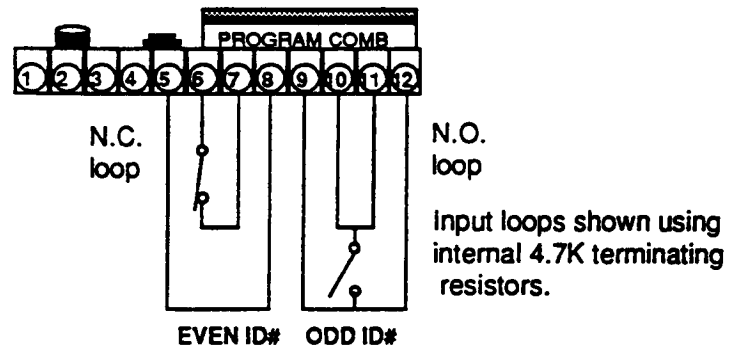 PROGRAM COMB
1 2 3 4 5 6 7 8 9 10 11 12
N.C.
loop
N.O.
loop
Input loops shown using
internal 4.7K terminating
resistors.
EVEN ID# ODD ID#